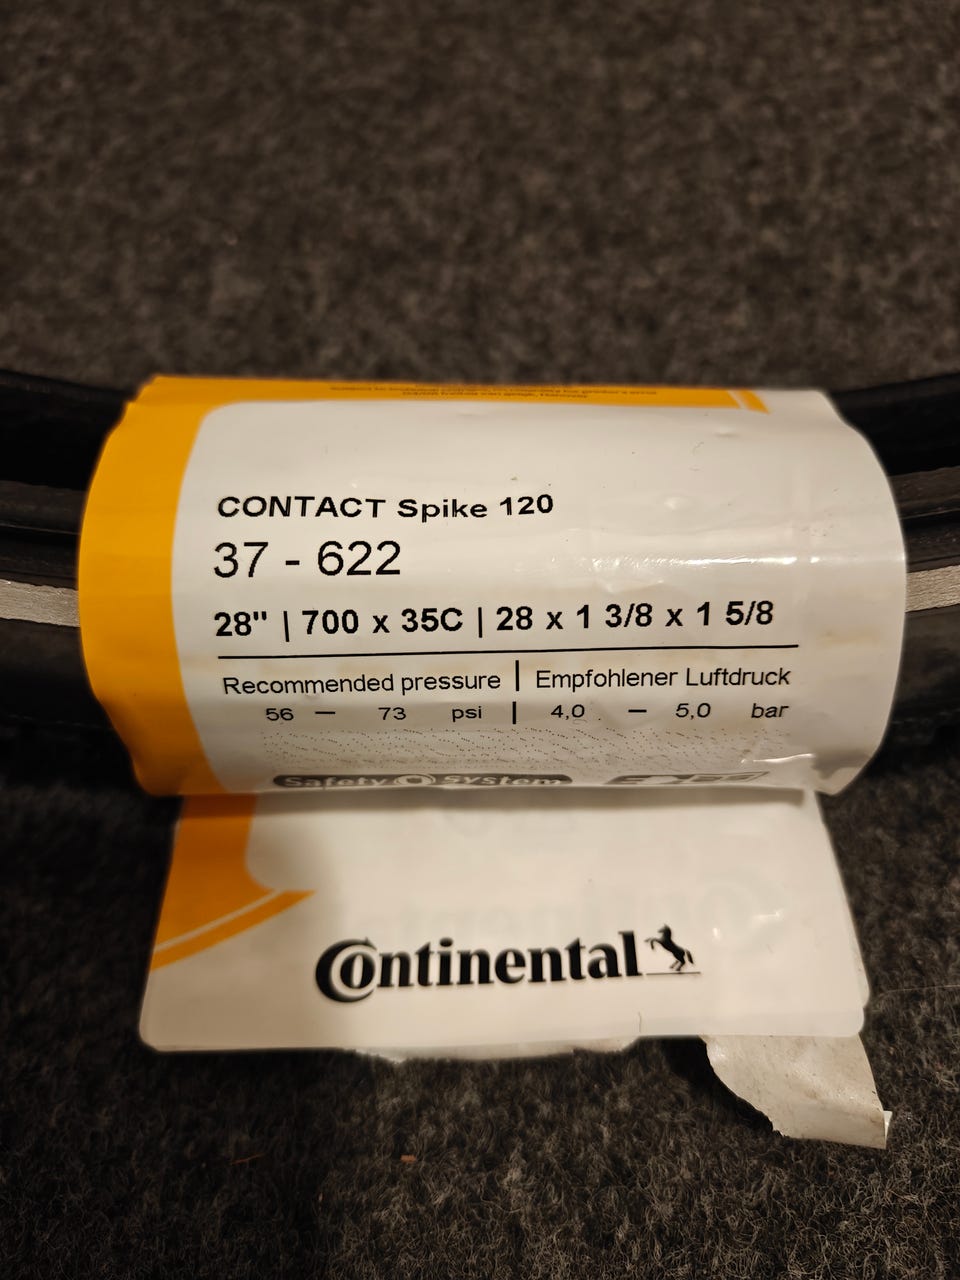 CONTACT Spike 120
37 - 622
28" | 700 x 35C | 28 x 1 3/8 x 1 5/8
Recommended pressure | Empfohlener Luftdruck
56 – 73 psi | 4,0 – 5,0 bar
Safety System
Continental